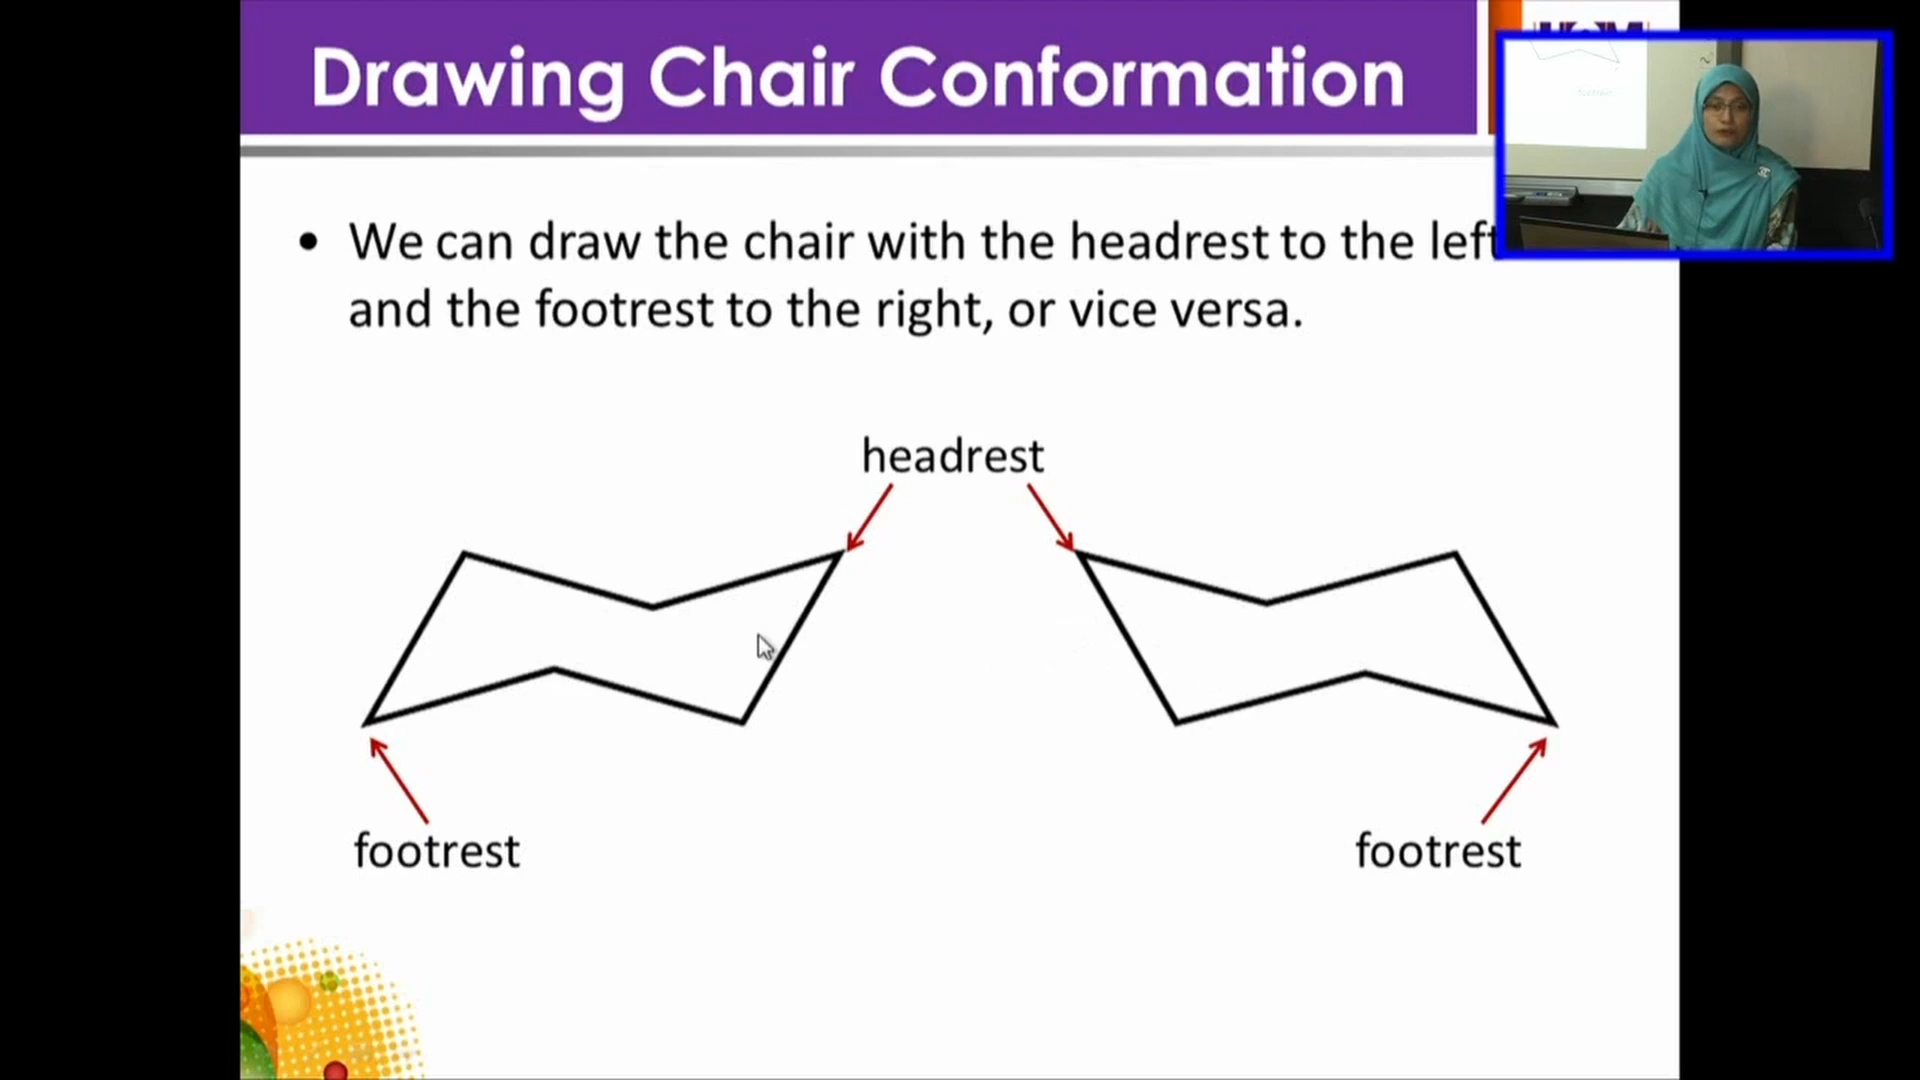 Drawing Chair Conformation
• We can draw the chair with the headrest to the left
and the footrest to the right, or vice versa.
headrest
footrest
footrest